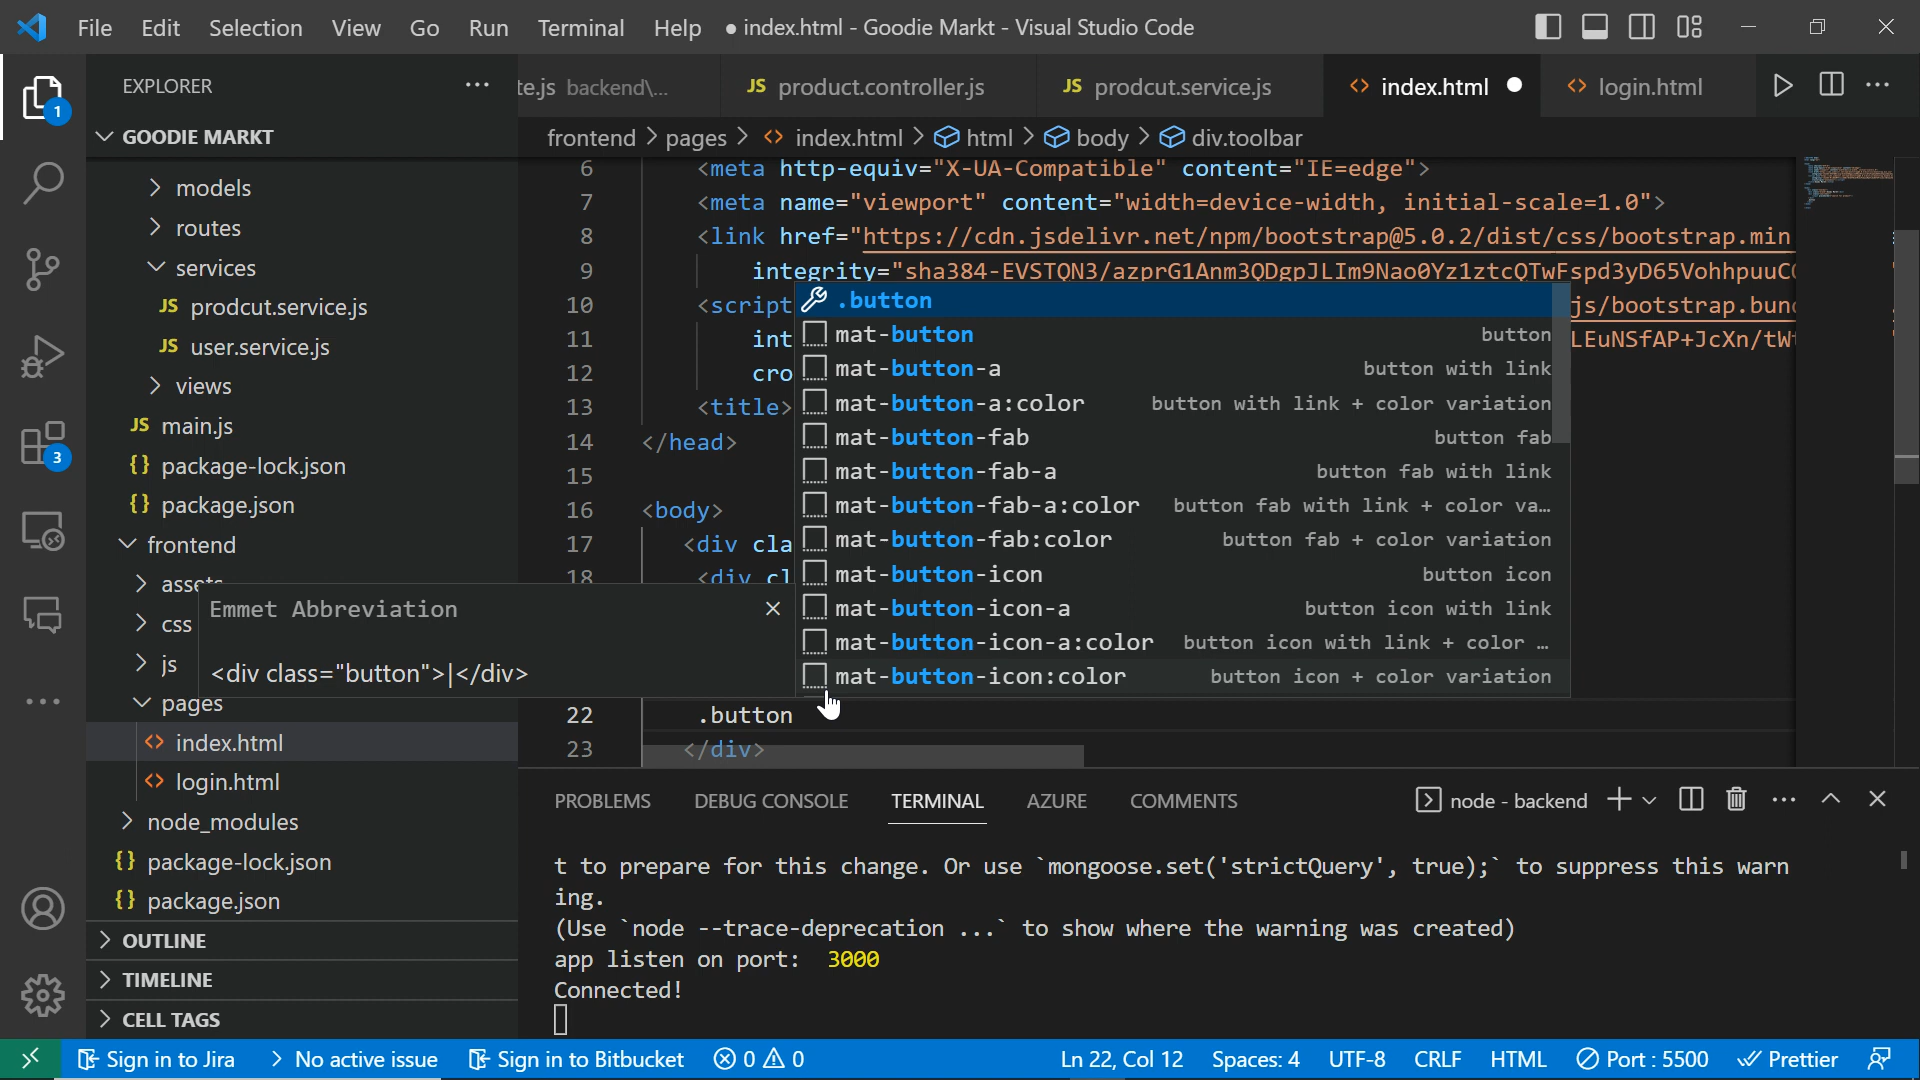 File Edit Selection View Go Run Terminal Help ● index.html - Goodie Markt - Visual Studio Code
EXPLORER
te.js backend\...
JS product.controller.js
JS prodcut.service.js
<> index.html
<> login.html
1
GOODIE MARKT
models
routes
services
JS prodcut.service.js
JS user.service.js
views
JS main.js
{} package-lock.json
{} package.json
frontend
assets
css
js
pages
<> index.html
<> login.html
node_modules
{} package-lock.json
{} package.json
OUTLINE
TIMELINE
CELL TAGS
3
frontend > pages > <> index.html > html > body > div.toolbar
6 <meta http-equiv="X-UA-Compatible" content="IE=edge">
7 <meta name="viewport" content="width=device-width, initial-scale=1.0">
8 <link href="https://cdn.jsdelivr.net/npm/bootstrap@5.0.2/dist/css/bootstrap.min
9 integrity="sha384-EVSTQN3/azprG1Anm3QDgpJLIm9Nao0Yz1ztcQTwFspd3yD65VohhpuuC
10 <script js/bootstrap.bun
11 int LEuNSfAP+JcXn/tW
12 cro
13 <title>
14 </head>
15
16 <body>
17 <div cla
18 <div cl
22 .button
23 </div>
.button
mat-button button
mat-button-a button with link
mat-button-a:color button with link + color variation
mat-button-fab button fab
mat-button-fab-a button fab with link
mat-button-fab-a:color button fab with link + color va...
mat-button-fab:color button fab + color variation
mat-button-icon button icon
mat-button-icon-a button icon with link
mat-button-icon-a:color button icon with link + color ...
mat-button-icon:color button icon + color variation
Emmet Abbreviation
<div class="button">|</div>
PROBLEMS DEBUG CONSOLE TERMINAL AZURE COMMENTS
node - backend
t to prepare for this change. Or use `mongoose.set('strictQuery', true);` to suppress this warn
ing.
(Use `node --trace-deprecation ...` to show where the warning was created)
app listen on port: 3000
Connected!
Sign in to Jira > No active issue Sign in to Bitbucket 0 0 Ln 22, Col 12 Spaces: 4 UTF-8 CRLF HTML Port : 5500 Prettier